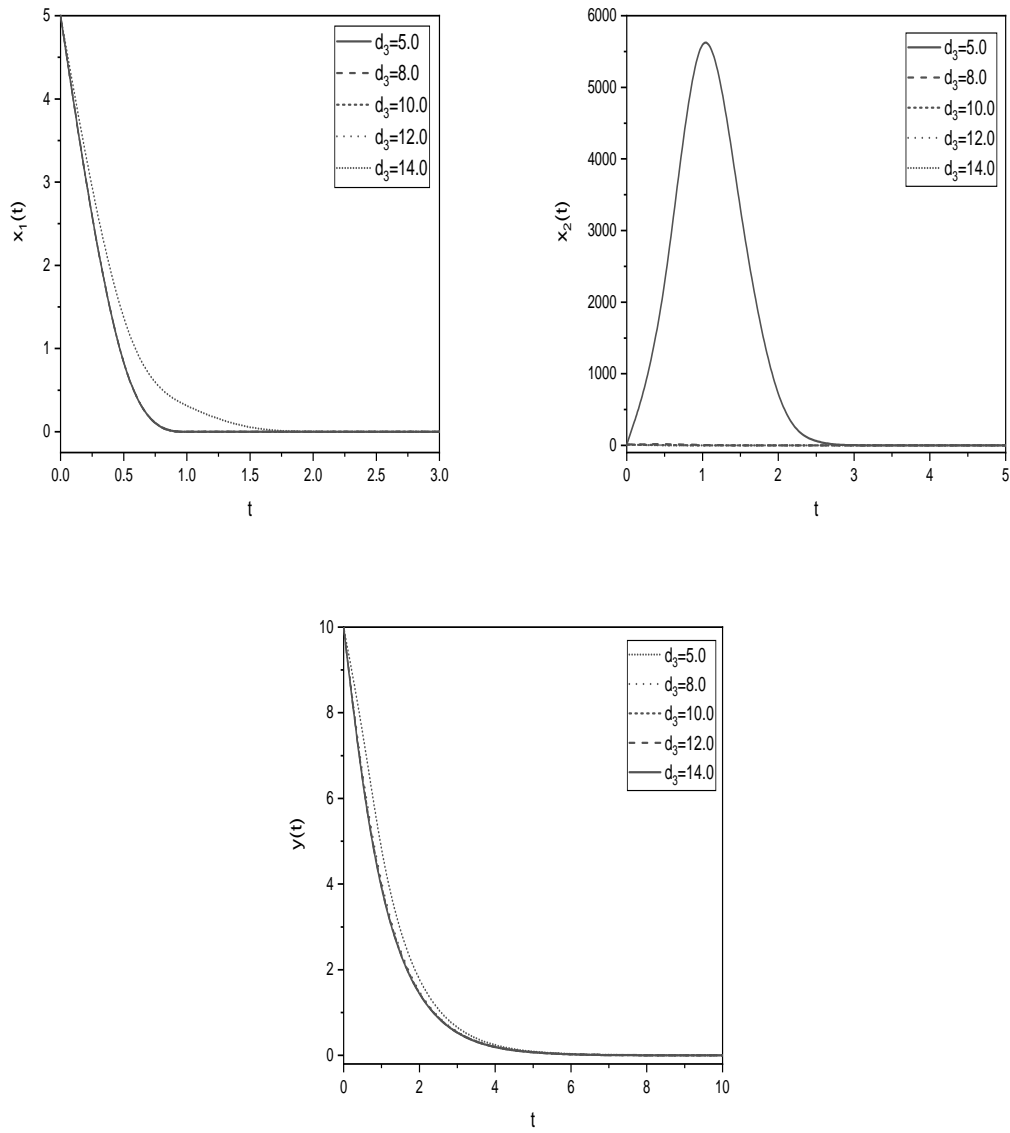 5
4
3
2
1
0
x₁(t)
d₃=5.0
d₃=8.0
d₃=10.0
d₃=12.0
d₃=14.0
0.0 0.5 1.0 1.5 2.0 2.5 3.0
t
6000
5000
4000
3000
2000
1000
0
x₂(t)
d₃=5.0
d₃=8.0
d₃=10.0
d₃=12.0
d₃=14.0
0 1 2 3 4 5
t
10
8
6
4
2
0
y(t)
d₃=5.0
d₃=8.0
d₃=10.0
d₃=12.0
d₃=14.0
0 2 4 6 8 10
t